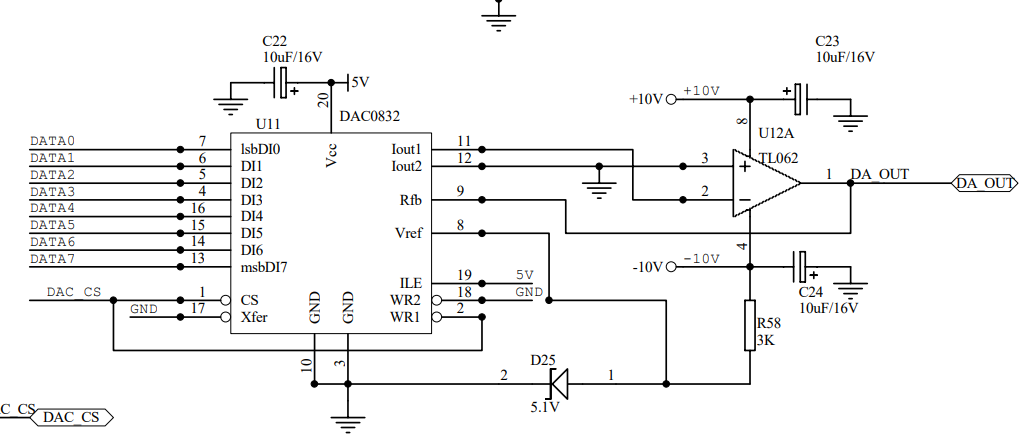 C22
10uF/16V
5V
20
DAC0832
U11
Vcc
DATA0 7 lsbDI0
DATA1 6 DI1
DATA2 5 DI2
DATA3 4 DI3
DATA4 16 DI4
DATA5 15 DI5
DATA6 14 DI6
DATA7 13 msbDI7
DAC_CS 1 CS
GND 17 Xfer
Iout1 11
Iout2 12
Rfb 9
Vref 8
ILE 19 5V
WR2 18 GND
WR1 2
GND GND
10 3
C23
10uF/16V
+10V +10V
8
U12A
TL062
3 +
2 −
1 DA_OUT
DA_OUT
4
-10V -10V
C24
10uF/16V
R58
3K
D25
2 1
5.1V
C_CS DAC_CS